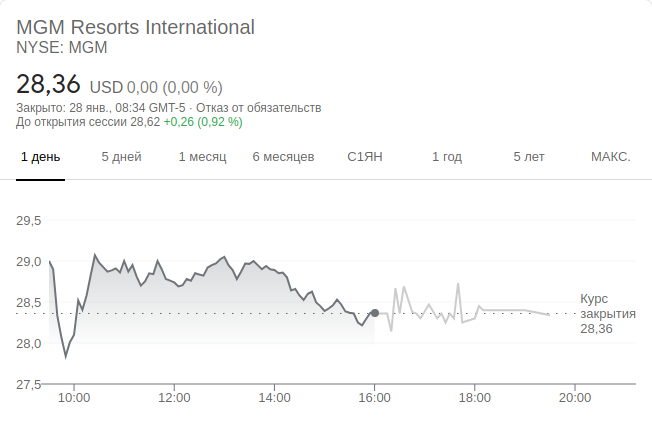 MGM Resorts International
NYSE: MGM
28,36 USD 0,00 (0,00 %)
Закрыто: 28 янв., 08:34 GMT-5 · Отказ от обязательств
До открытия сессии 28,62 +0,26 (0,92 %)
1 день 5 дней 1 месяц 6 месяцев С1ЯН 1 год 5 лет МАКС.
29,5
29,0
28,5
28,0
27,5
Курс
закрытия
28,36
10:00 12:00 14:00 16:00 18:00 20:00